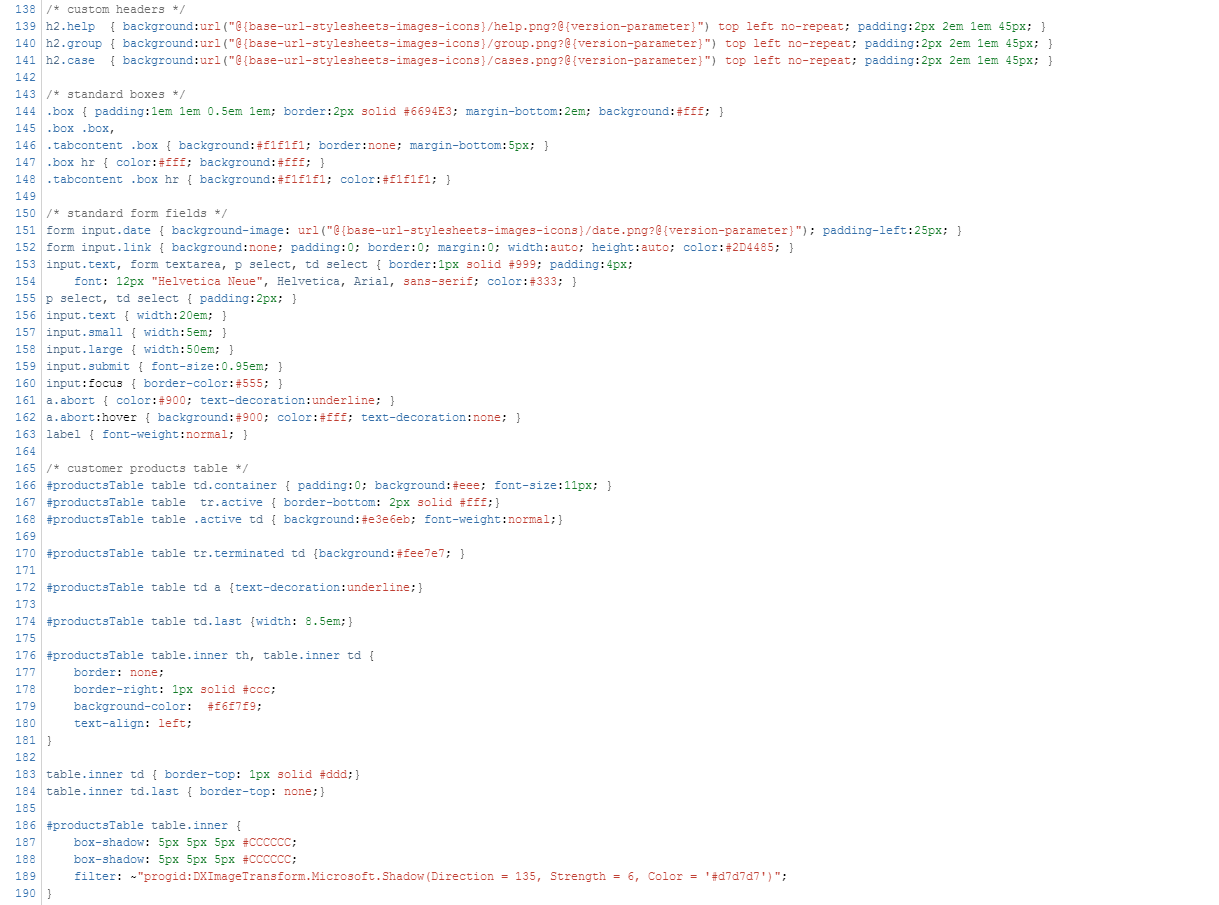 138 /* custom headers */
139 h2.help  { background:url("@{base-url-stylesheets-images-icons}/help.png?@{version-parameter}") top left no-repeat; padding:2px 2em 1em 45px; }
140 h2.group { background:url("@{base-url-stylesheets-images-icons}/group.png?@{version-parameter}") top left no-repeat; padding:2px 2em 1em 45px; }
141 h2.case  { background:url("@{base-url-stylesheets-images-icons}/cases.png?@{version-parameter}") top left no-repeat; padding:2px 2em 1em 45px; }
142
143 /* standard boxes */
144 .box { padding:1em 1em 0.5em 1em; border:2px solid #6694E3; margin-bottom:2em; background:#fff; }
145 .box .box,
146 .tabcontent .box { background:#f1f1f1; border:none; margin-bottom:5px; }
147 .box hr { color:#fff; background:#fff; }
148 .tabcontent .box hr { background:#f1f1f1; color:#f1f1f1; }
149
150 /* standard form fields */
151 form input.date { background-image: url("@{base-url-stylesheets-images-icons}/date.png?@{version-parameter}"); padding-left:25px; }
152 form input.link { background:none; padding:0; border:0; margin:0; width:auto; height:auto; color:#2D4485; }
153 input.text, form textarea, p select, td select { border:1px solid #999; padding:4px;
154     font: 12px "Helvetica Neue", Helvetica, Arial, sans-serif; color:#333; }
155 p select, td select { padding:2px; }
156 input.text { width:20em; }
157 input.small { width:5em; }
158 input.large { width:50em; }
159 input.submit { font-size:0.95em; }
160 input:focus { border-color:#555; }
161 a.abort { color:#900; text-decoration:underline; }
162 a.abort:hover { background:#900; color:#fff; text-decoration:none; }
163 label { font-weight:normal; }
164
165 /* customer products table */
166 #productsTable table td.container { padding:0; background:#eee; font-size:11px; }
167 #productsTable table  tr.active { border-bottom: 2px solid #fff;}
168 #productsTable table .active td { background:#e3e6eb; font-weight:normal;}
169
170 #productsTable table tr.terminated td {background:#fee7e7; }
171
172 #productsTable table td a {text-decoration:underline;}
173
174 #productsTable table td.last {width: 8.5em;}
175
176 #productsTable table.inner th, table.inner td {
177     border: none;
178     border-right: 1px solid #ccc;
179     background-color:  #f6f7f9;
180     text-align: left;
181 }
182
183 table.inner td { border-top: 1px solid #ddd;}
184 table.inner td.last { border-top: none;}
185
186 #productsTable table.inner {
187     box-shadow: 5px 5px 5px #CCCCCC;
188     box-shadow: 5px 5px 5px #CCCCCC;
189     filter: ~"progid:DXImageTransform.Microsoft.Shadow(Direction = 135, Strength = 6, Color = '#d7d7d7')";
190 }